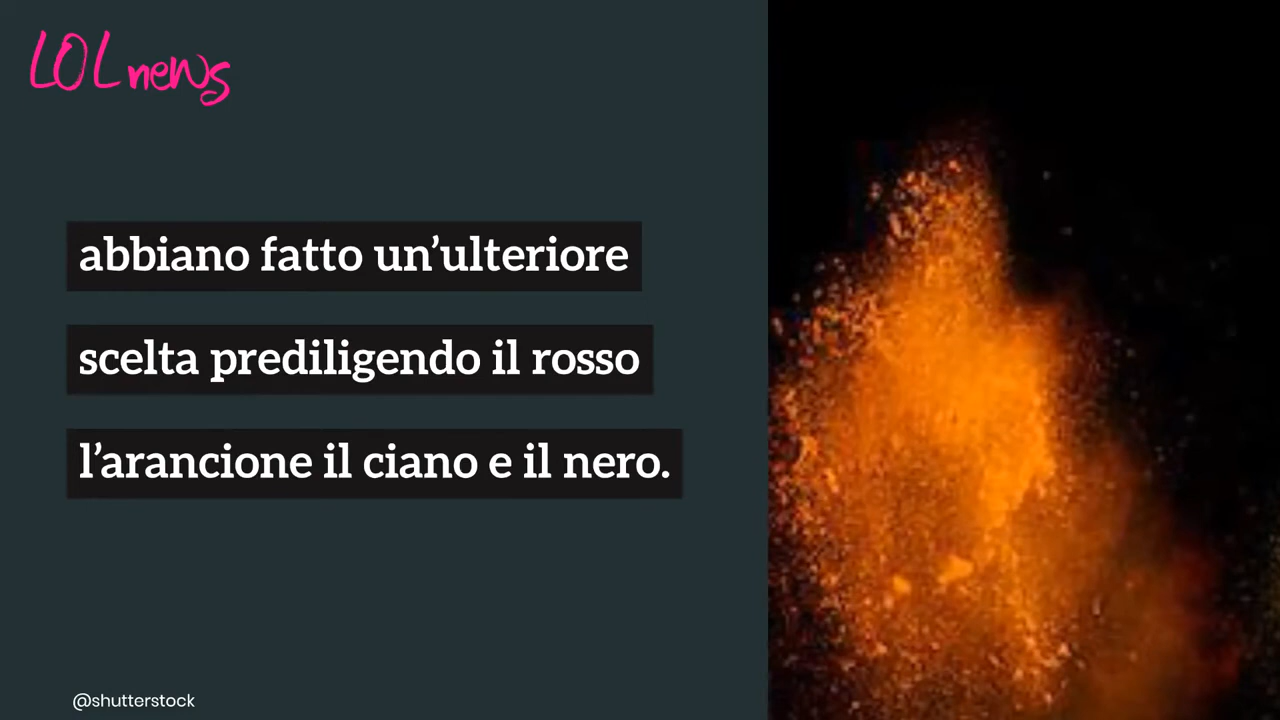 LOL news
abbiano fatto un’ulteriore
scelta prediligendo il rosso
l’arancione il ciano e il nero.
@shutterstock